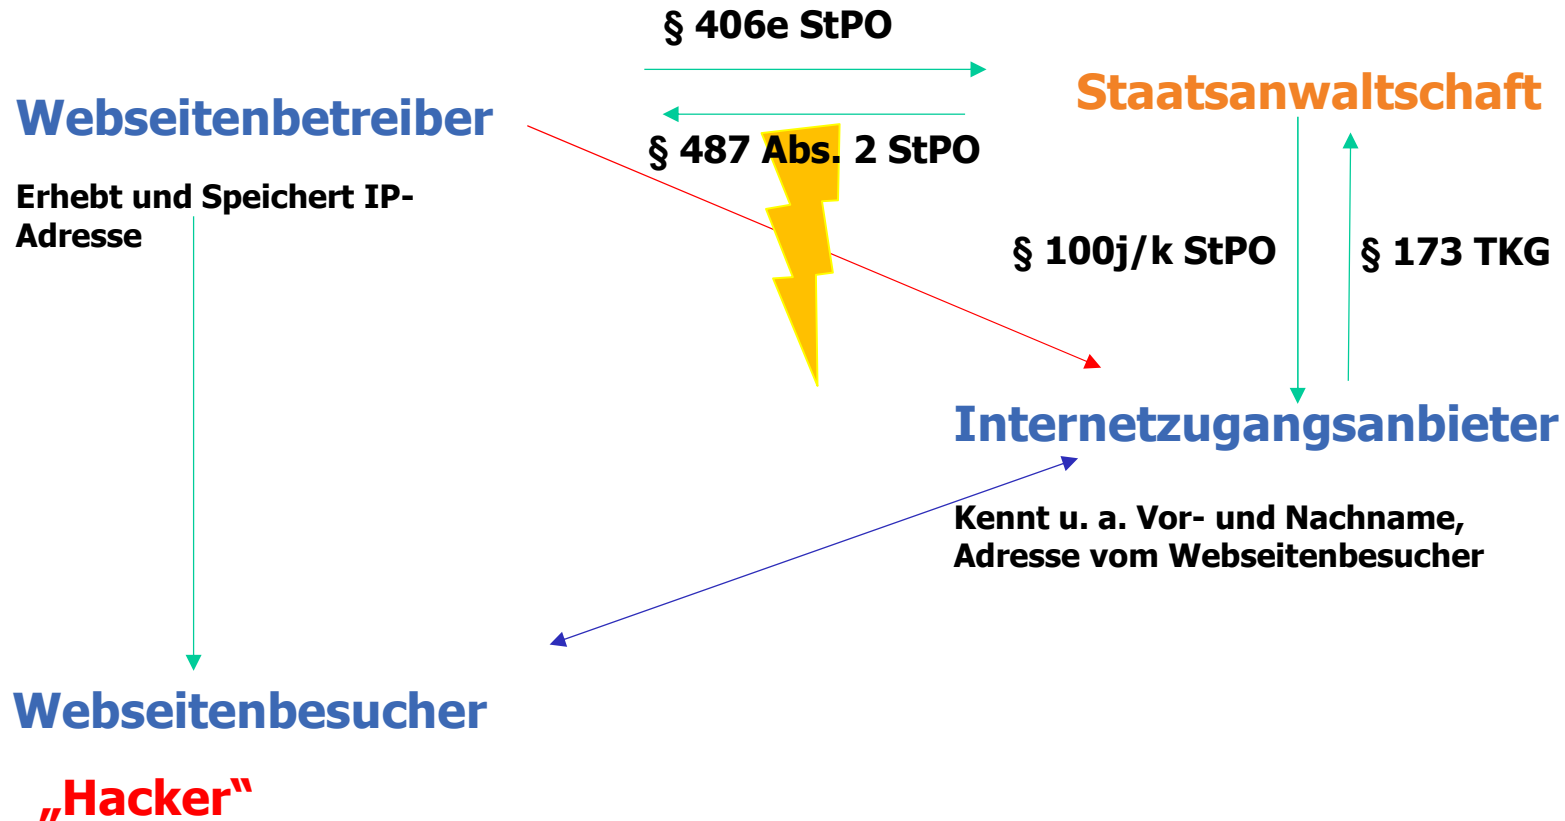 § 406e StPO
Webseitenbetreiber
Staatsanwaltschaft
§ 487 Abs. 2 StPO
Erhebt und Speichert IP-
Adresse
§ 100j/k StPO
§ 173 TKG
Internetzugangsanbieter
Kennt u. a. Vor- und Nachname,
Adresse vom Webseitenbesucher
Webseitenbesucher
„Hacker“